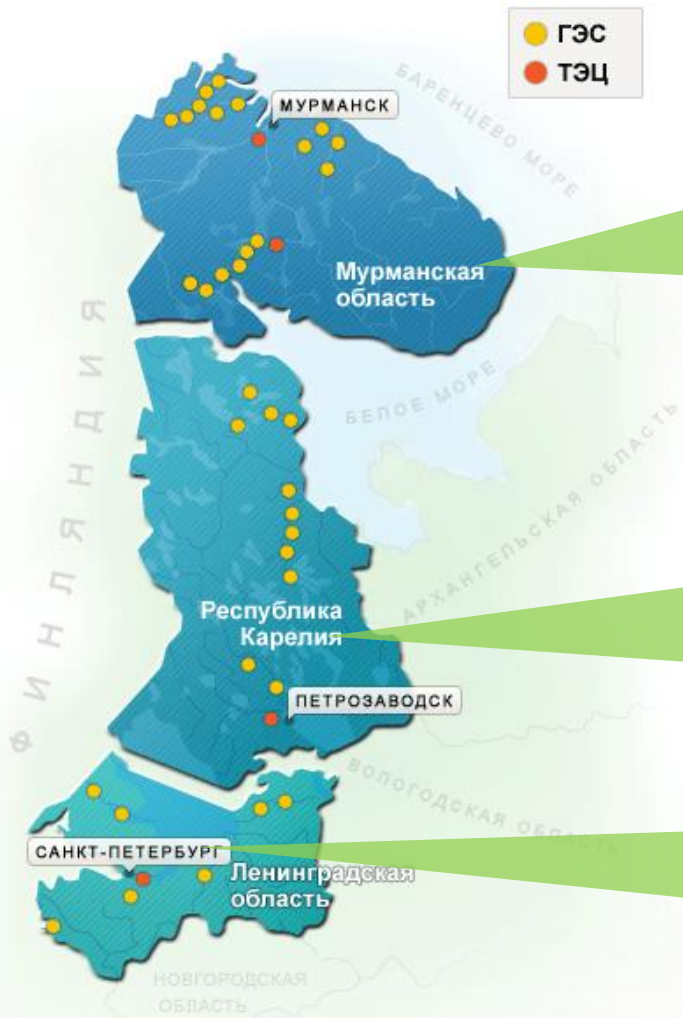 ГЭС
ТЭЦ
БАРЕНЦЕВО МОРЕ
МУРМАНСК
Мурманская
область
ФИНЛЯНДИЯ
БЕЛОЕ МОРЕ
АРХАНГЕЛЬСКАЯ ОБЛАСТЬ
Республика
Карелия
ПЕТРОЗАВОДСК
ВОЛОГОДСКАЯ ОБЛАСТЬ
САНКТ-ПЕТЕРБУРГ
Ленинградская
область
НОВГОРОДСКАЯ
ОБЛАСТЬ